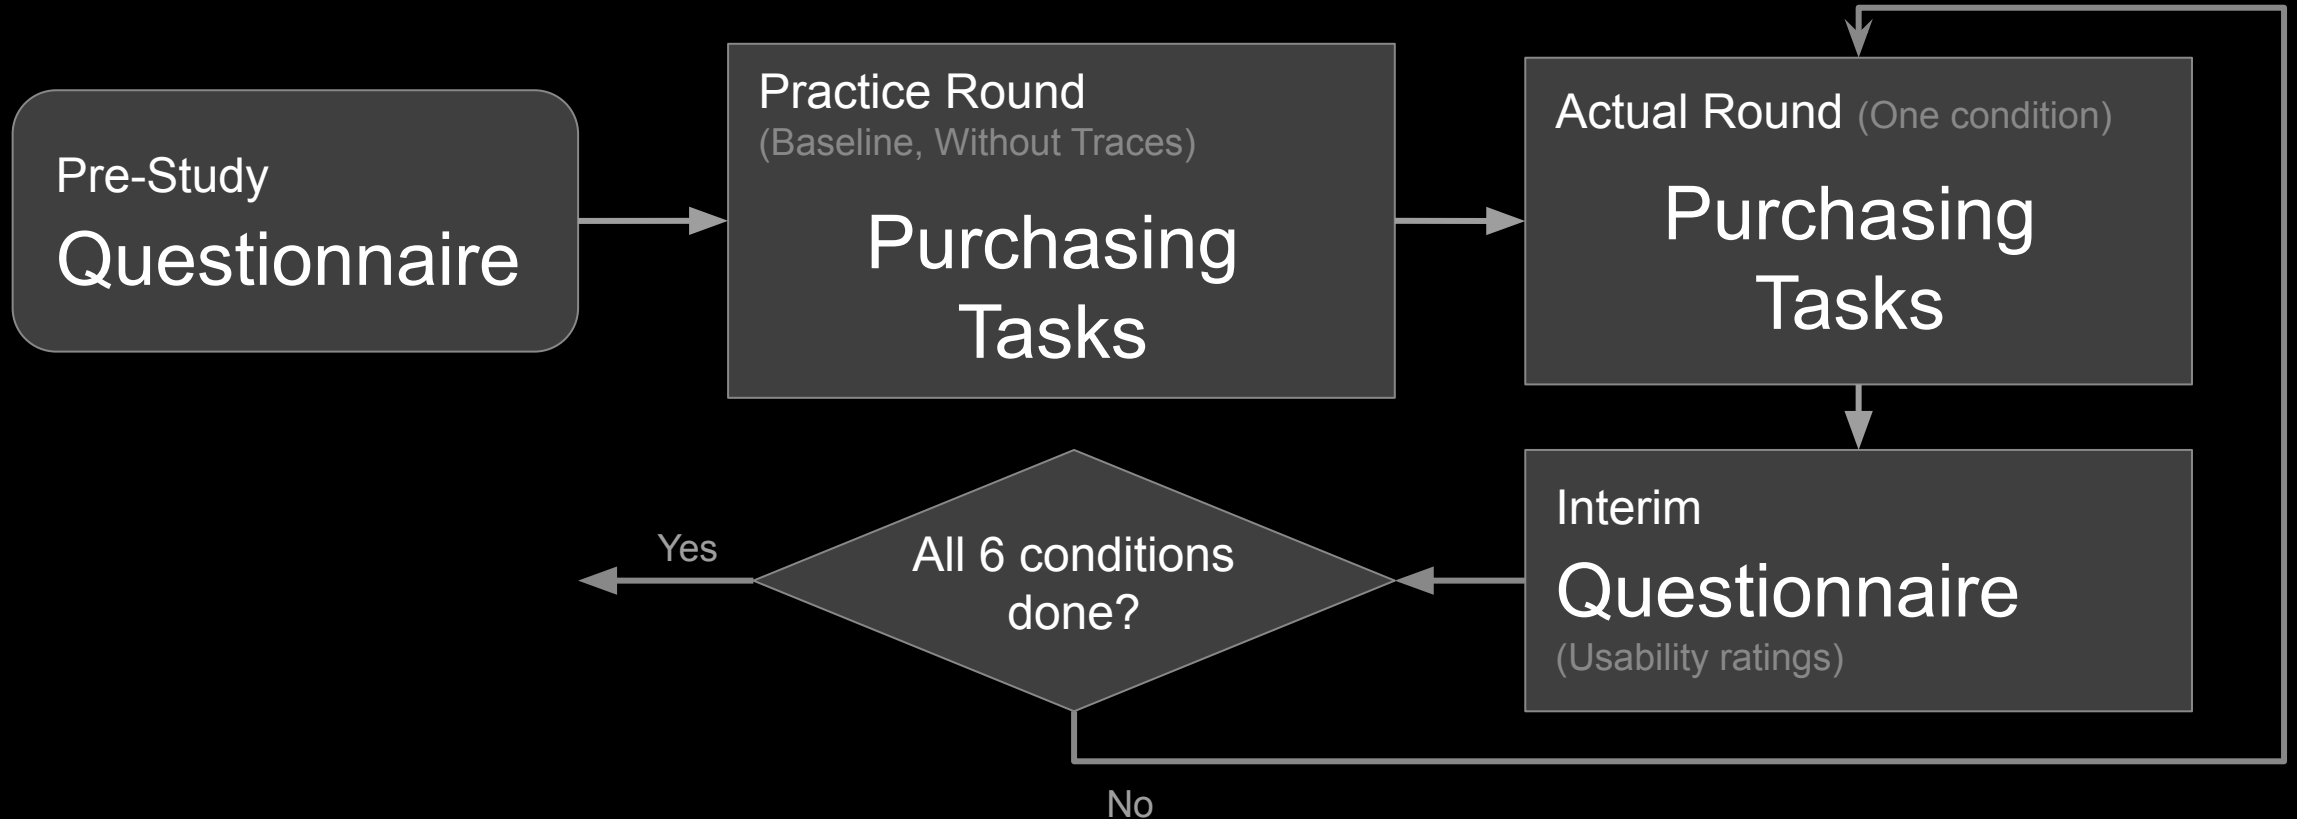 Pre-Study
Questionnaire
Practice Round
(Baseline, Without Traces)
Purchasing
Tasks
Actual Round (One condition)
Purchasing
Tasks
Interim
Questionnaire
(Usability ratings)
All 6 conditions
done?
Yes
No